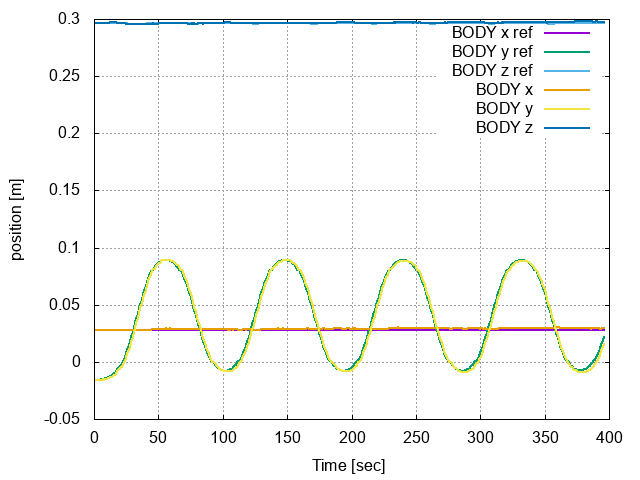 0.3
0.25
0.2
0.15
0.1
0.05
0
-0.05
position [m]
BODY x ref
BODY y ref
BODY z ref
BODY x
BODY y
BODY z
0 50 100 150 200 250 300 350 400
Time [sec]